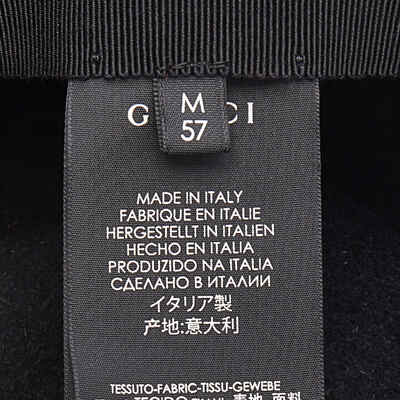 M
57
MADE IN ITALY
FABRIQUE EN ITALIE
HERGESTELLT IN ITALIEN
HECHO EN ITALIA
PRODUZIDO NA ITALIA
СДЕЛАНО В ИТАЛИИ
イタリア製
产地:意大利
TESSUTO-FABRIC-TISSU-GEWEBE